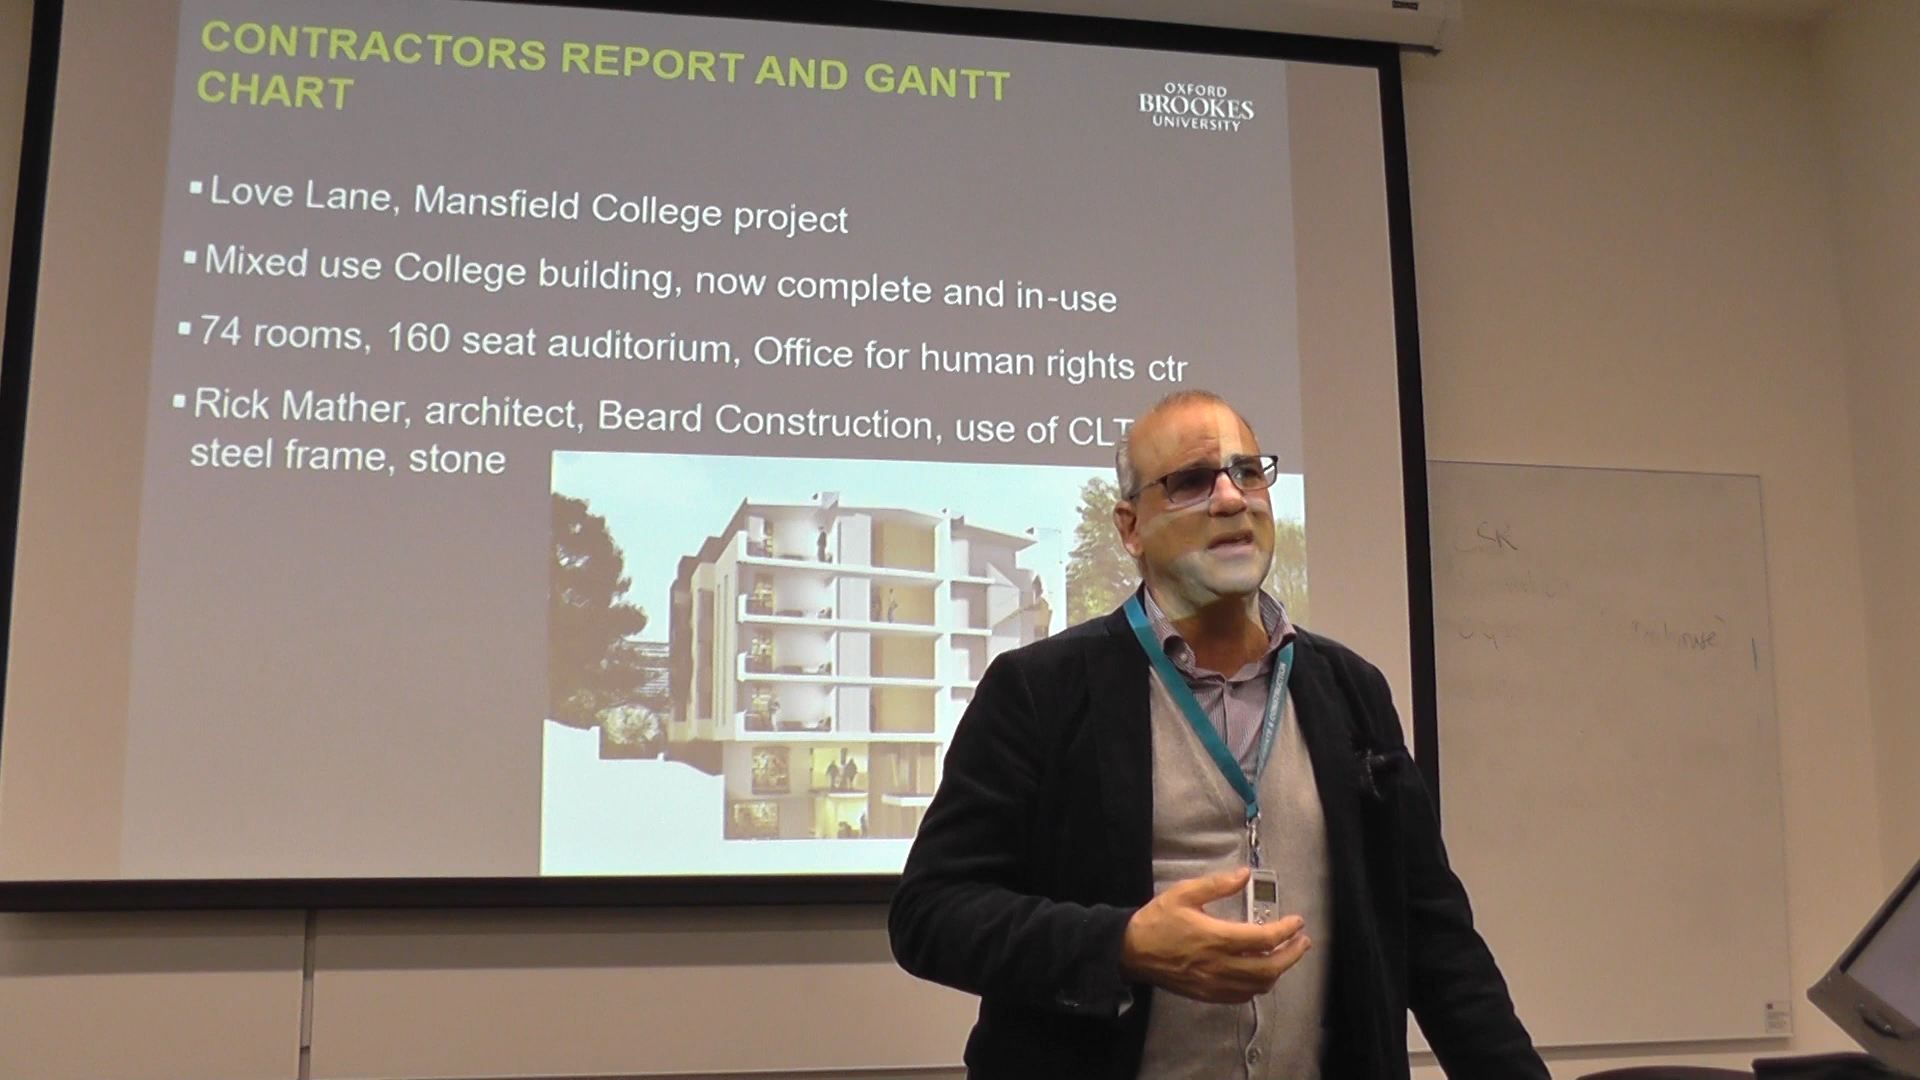 CONTRACTORS REPORT AND GANTT
CHART
OXFORD
BROOKES
UNIVERSITY
▪ Love Lane, Mansfield College project
▪ Mixed use College building, now complete and in-use
▪ 74 rooms, 160 seat auditorium, Office for human rights ctr
▪ Rick Mather, architect, Beard Construction, use of CLT
steel frame, stone